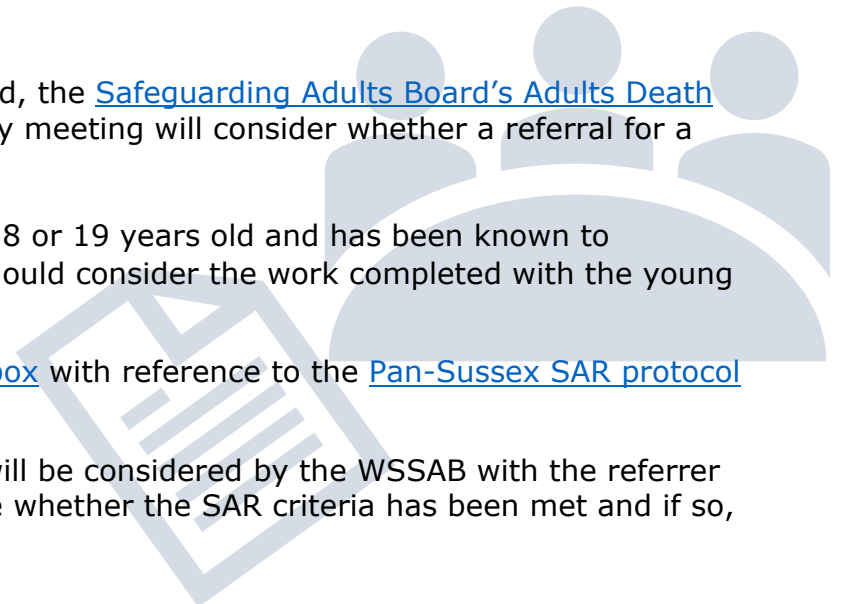 d, the Safeguarding Adults Board's Adults Death
y meeting will consider whether a referral for a
8 or 19 years old and has been known to
ould consider the work completed with the young
box with reference to the Pan-Sussex SAR protocol
will be considered by the WSSAB with the referrer
e whether the SAR criteria has been met and if so,